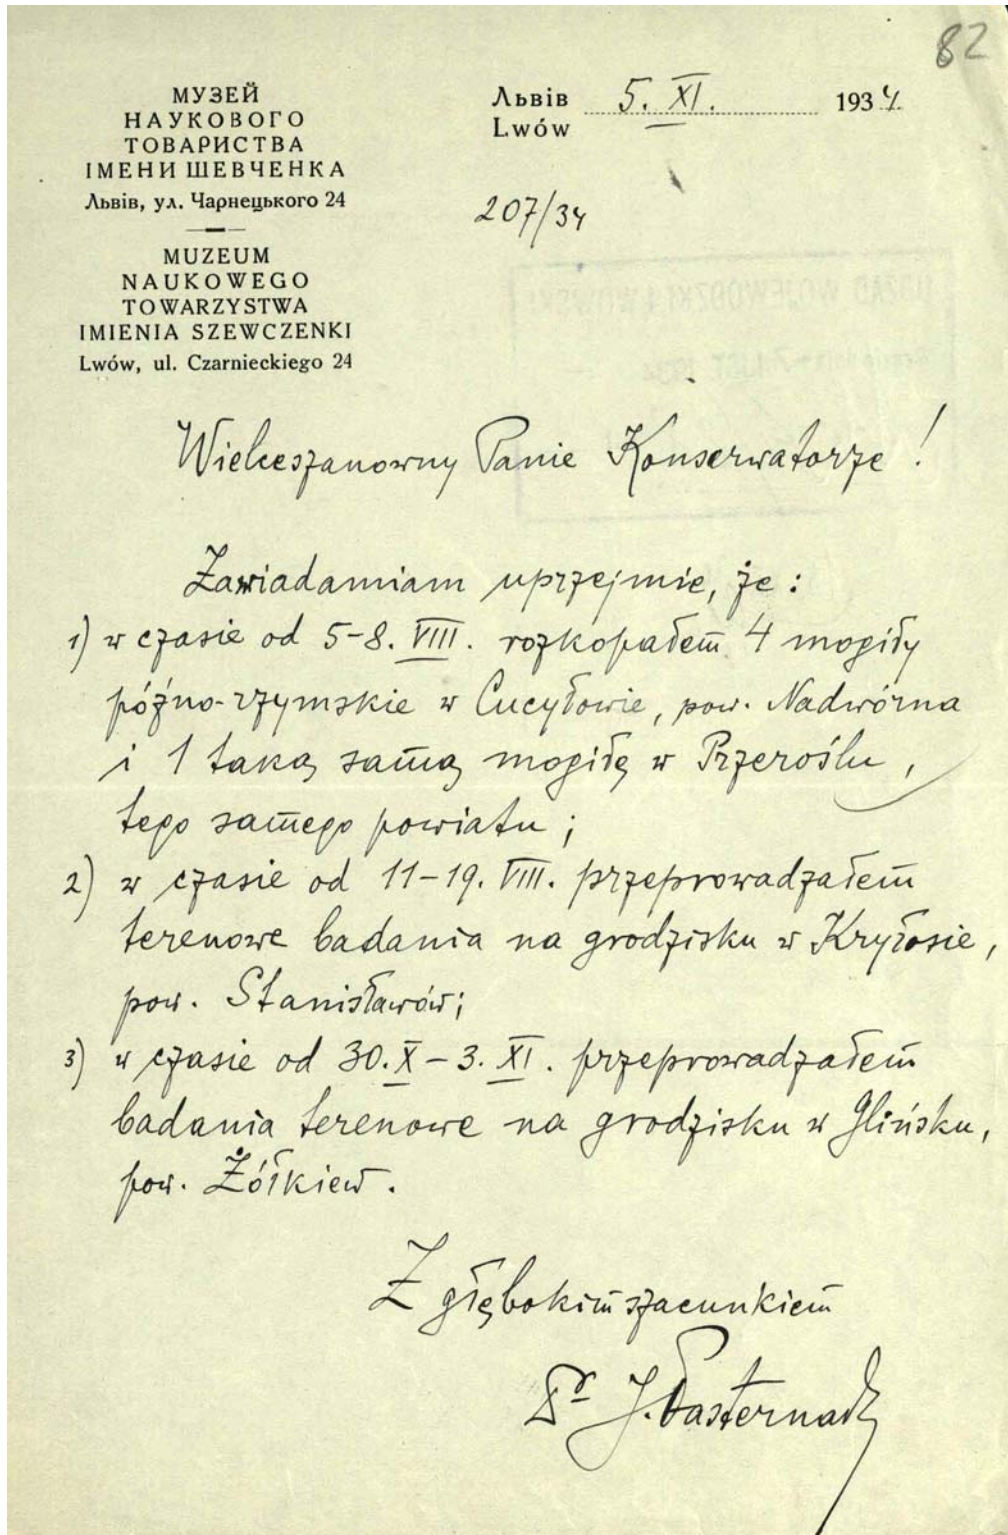 82
МУЗЕЙ
НАУКОВОГО
ТОВАРИСТВА
ІМЕНИ ШЕВЧЕНКА
Львів, ул. Чарнецького 24
MUZEUM
NAUKOWEGO
TOWARZYSTWA
IMIENIA SZEWCZENKI
Lwów, ul. Czarnieckiego 24
Львів 5. XI. 1934
Lwów
207/34
Wielceszanowny Panie Konserwatorze!
Zawiadamiam uprzejmie, że:
1) w czasie od 5-8. VIII. rozkopałem 4 mogiły
późno-rzymskie w Cucyłowie, pow. Nadwórna
i 1 taką samą mogiłę w Przeroślu,
tego samego powiatu;
2) w czasie od 11-19. VIII. przeprowadzałem
terenowe badania na grodzisku w Kryłosie,
pow. Stanisławów;
3) w czasie od 30. X – 3. XI. przeprowadzałem
badania terenowe na grodzisku w Glińsku,
pow. Żółkiew.
Z głębokim szacunkiem
Dr J. Pasternak